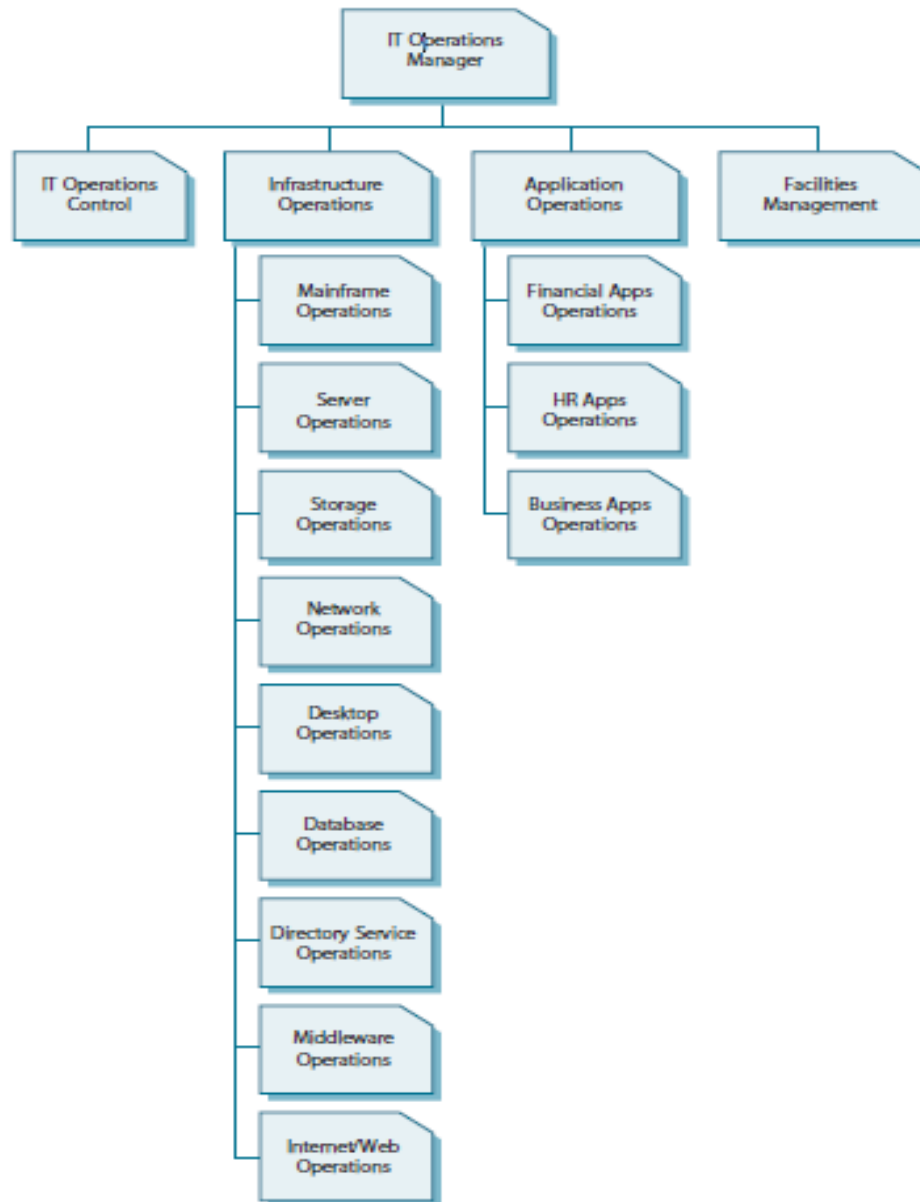 IT Operations
Manager
IT Operations
Control
Infrastructure
Operations
Application
Operations
Facilities
Management
Mainframe
Operations
Financial Apps
Operations
Server
Operations
HR Apps
Operations
Storage
Operations
Business Apps
Operations
Network
Operations
Desktop
Operations
Database
Operations
Directory Service
Operations
Middleware
Operations
Internet/Web
Operations